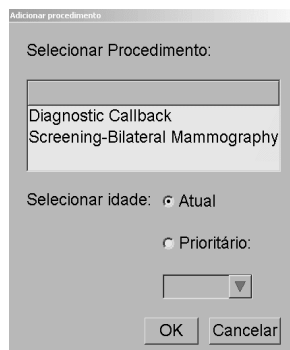 Adicionar procedimento
Selecionar Procedimento:
Diagnostic Callback
Screening-Bilateral Mammography
Selecionar idade: Atual
Prioritário:
OK Cancelar